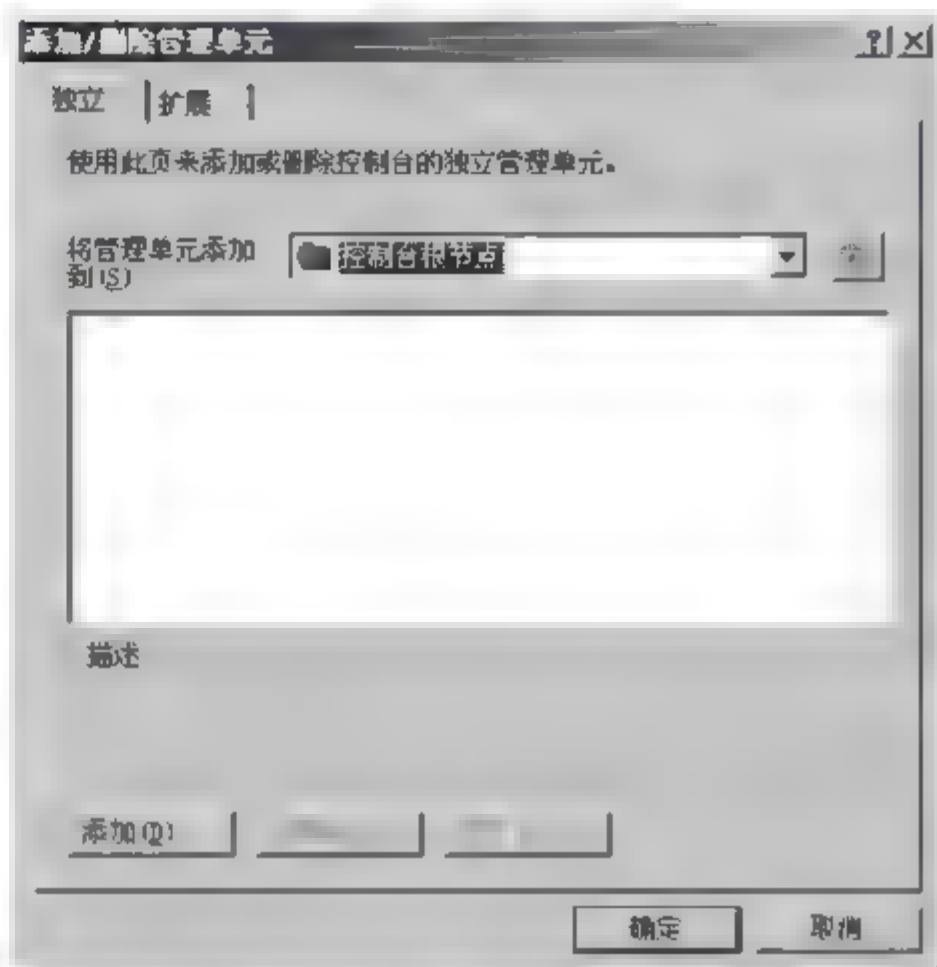 添加/删除管理单元
独立
扩展
使用此页来添加或删除控制台的独立管理单元。
将管理单元添加
到(S)
控制台根节点
描述
添加(D)
确定
取消